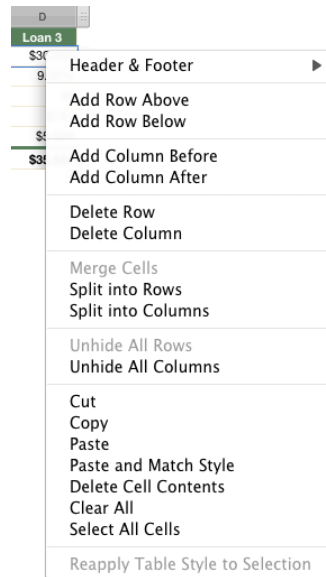 D
Loan 3
Header & Footer
Add Row Above
Add Row Below
Add Column Before
Add Column After
Delete Row
Delete Column
Merge Cells
Split into Rows
Split into Columns
Unhide All Rows
Unhide All Columns
Cut
Copy
Paste
Paste and Match Style
Delete Cell Contents
Clear All
Select All Cells
Reapply Table Style to Selection